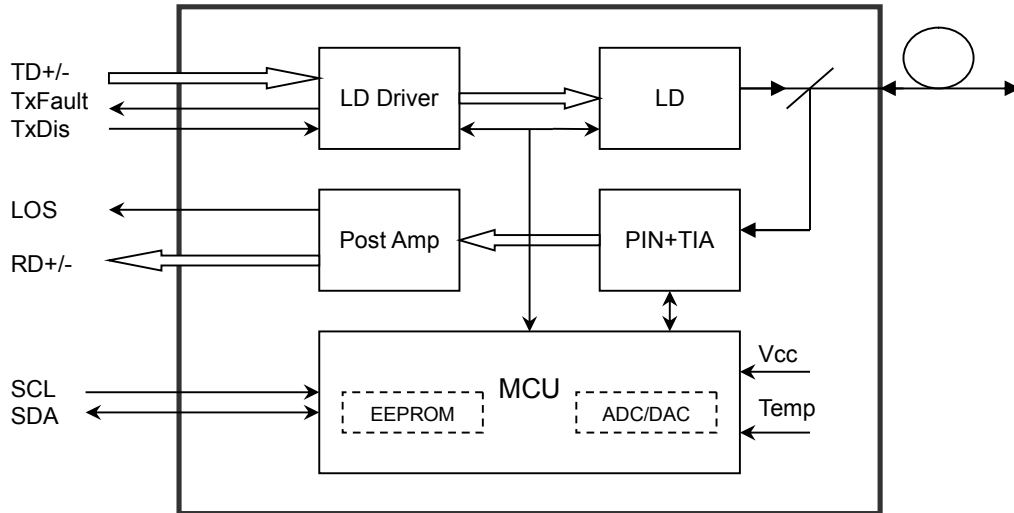 TD+/-
TxFault
TxDis
LD Driver
LD
LOS
RD+/-
Post Amp
PIN+TIA
SCL
SDA
MCU
EEPROM
ADC/DAC
Vcc
Temp